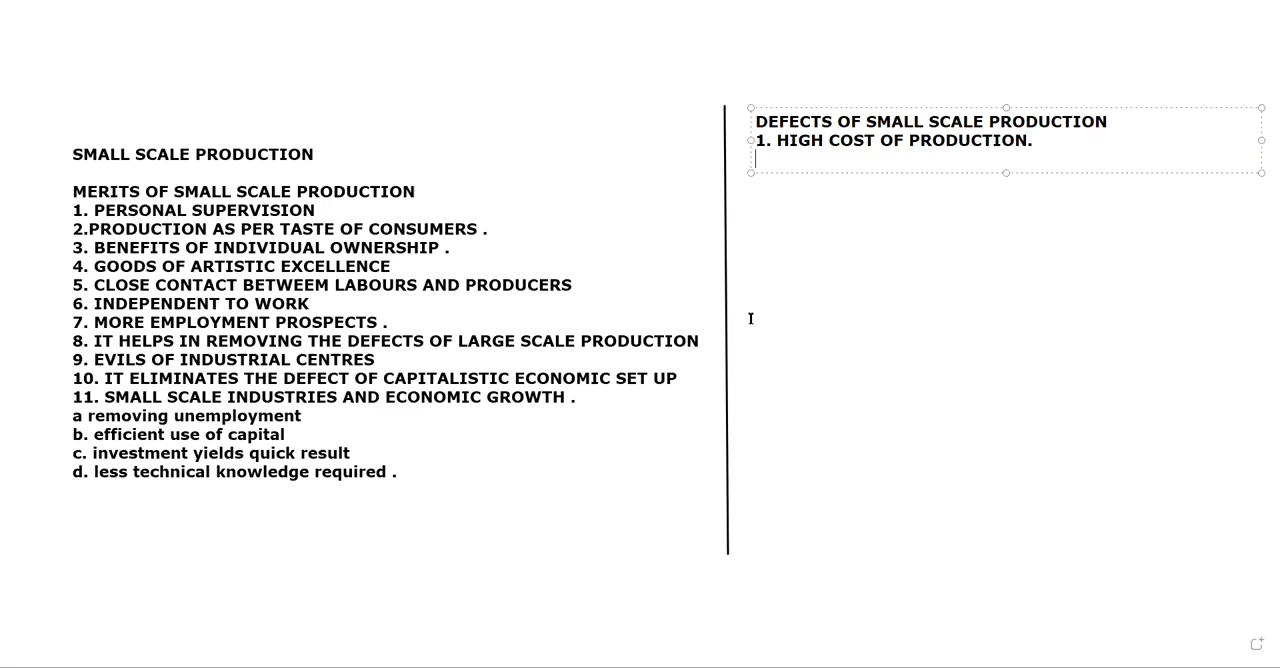 SMALL SCALE PRODUCTION
MERITS OF SMALL SCALE PRODUCTION
1. PERSONAL SUPERVISION
2.PRODUCTION AS PER TASTE OF CONSUMERS .
3. BENEFITS OF INDIVIDUAL OWNERSHIP .
4. GOODS OF ARTISTIC EXCELLENCE
5. CLOSE CONTACT BETWEEM LABOURS AND PRODUCERS
6. INDEPENDENT TO WORK
7. MORE EMPLOYMENT PROSPECTS .
8. IT HELPS IN REMOVING THE DEFECTS OF LARGE SCALE PRODUCTION
9. EVILS OF INDUSTRIAL CENTRES
10. IT ELIMINATES THE DEFECT OF CAPITALISTIC ECONOMIC SET UP
11. SMALL SCALE INDUSTRIES AND ECONOMIC GROWTH .
a removing unemployment
b. efficient use of capital
c. investment yields quick result
d. less technical knowledge required .
DEFECTS OF SMALL SCALE PRODUCTION
1. HIGH COST OF PRODUCTION.